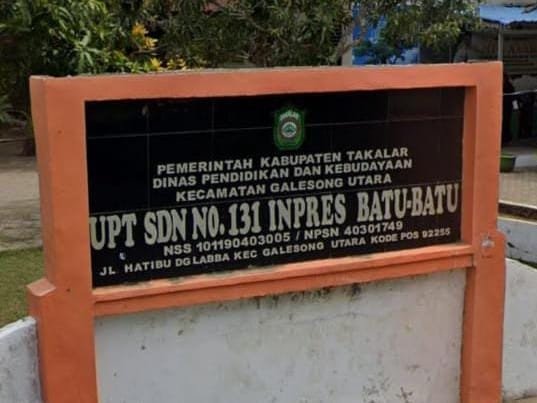 PEMERINTAH KABUPATEN TAKALAR
DINAS PENDIDIKAN DAN KEBUDAYAAN
KECAMATAN GALESONG UTARA
UPT SDN NO. 131 INPRES BATU-BATU
NSS 101190403005 / NPSN 40301749
JL HATIBU DG LABBA KEC GALESONG UTARA KODE POS 92255